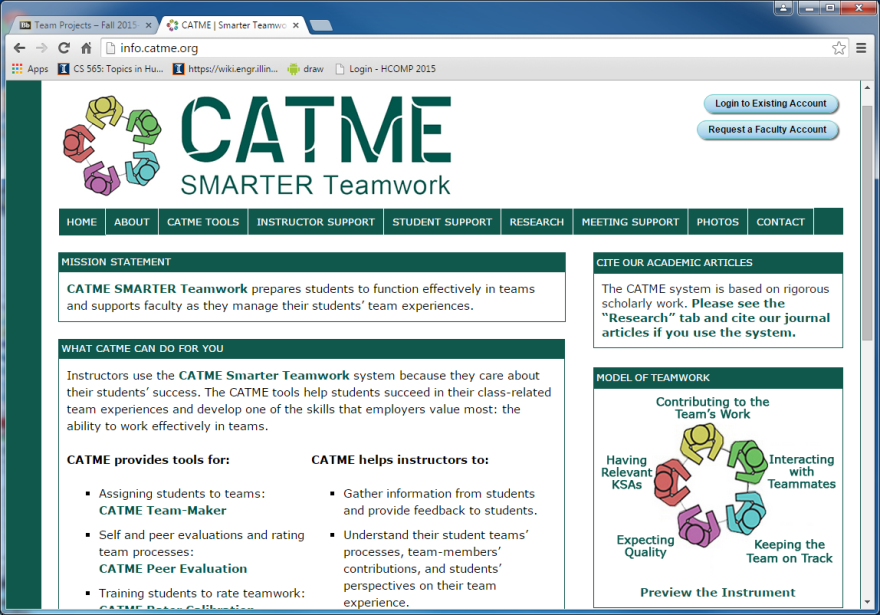 Team Projects – Fall 2015
CATME | Smarter Teamwo
info.catme.org
Apps
CS 565: Topics in Hu...
https://wiki.engr.illin...
draw
Login - HCOMP 2015
CATME
SMARTER Teamwork
Login to Existing Account
Request a Faculty Account
HOME
ABOUT
CATME TOOLS
INSTRUCTOR SUPPORT
STUDENT SUPPORT
RESEARCH
MEETING SUPPORT
PHOTOS
CONTACT
MISSION STATEMENT
CATME SMARTER Teamwork prepares students to function effectively in teams
and supports faculty as they manage their students’ team experiences.
WHAT CATME CAN DO FOR YOU
Instructors use the CATME Smarter Teamwork system because they care about
their students’ success. The CATME tools help students succeed in their class-related
team experiences and develop one of the skills that employers value most: the
ability to work effectively in teams.
CATME provides tools for:
Assigning students to teams:
CATME Team-Maker
Self and peer evaluations and rating
team processes:
CATME Peer Evaluation
Training students to rate teamwork:
CATME Rater Calibration
CATME helps instructors to:
Gather information from students
and provide feedback to students.
Understand their student teams’
processes, team-members’
contributions, and students’
perspectives on their team
experience.
CITE OUR ACADEMIC ARTICLES
The CATME system is based on rigorous
scholarly work. Please see the
“Research” tab and cite our journal
articles if you use the system.
MODEL OF TEAMWORK
Contributing to the
Team’s Work
Having
Relevant
KSAs
Interacting
with
Teammates
Expecting
Quality
Keeping the
Team on Track
Preview the Instrument